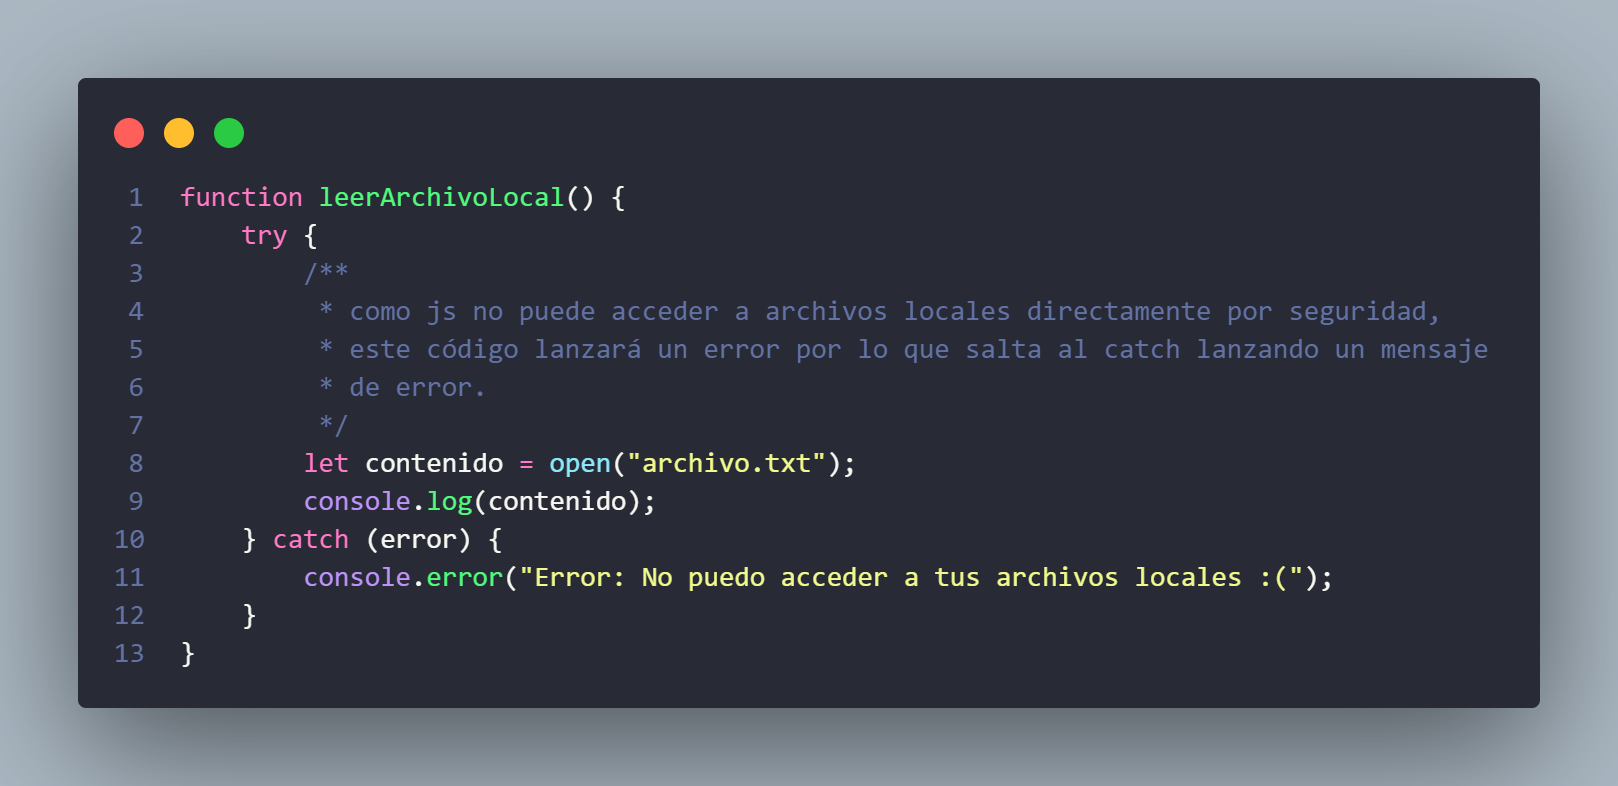 1 function leerArchivoLocal() {
2 try {
3 /**
4 * como js no puede acceder a archivos locales directamente por seguridad,
5 * este código lanzará un error por lo que salta al catch lanzando un mensaje
6 * de error.
7 */
8 let contenido = open("archivo.txt");
9 console.log(contenido);
10 } catch (error) {
11 console.error("Error: No puedo acceder a tus archivos locales :(");
12 }
13 }